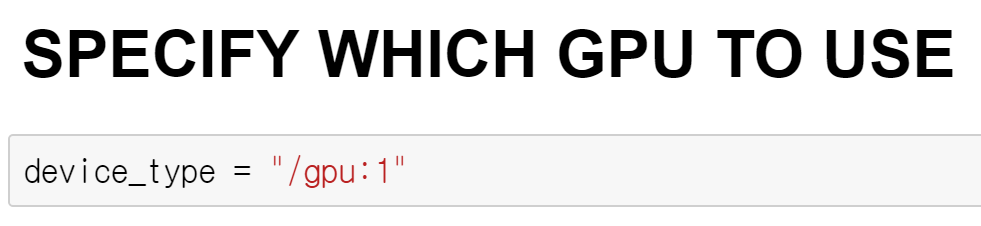 SPECIFY WHICH GPU TO USE
device_type = "/gpu:1"